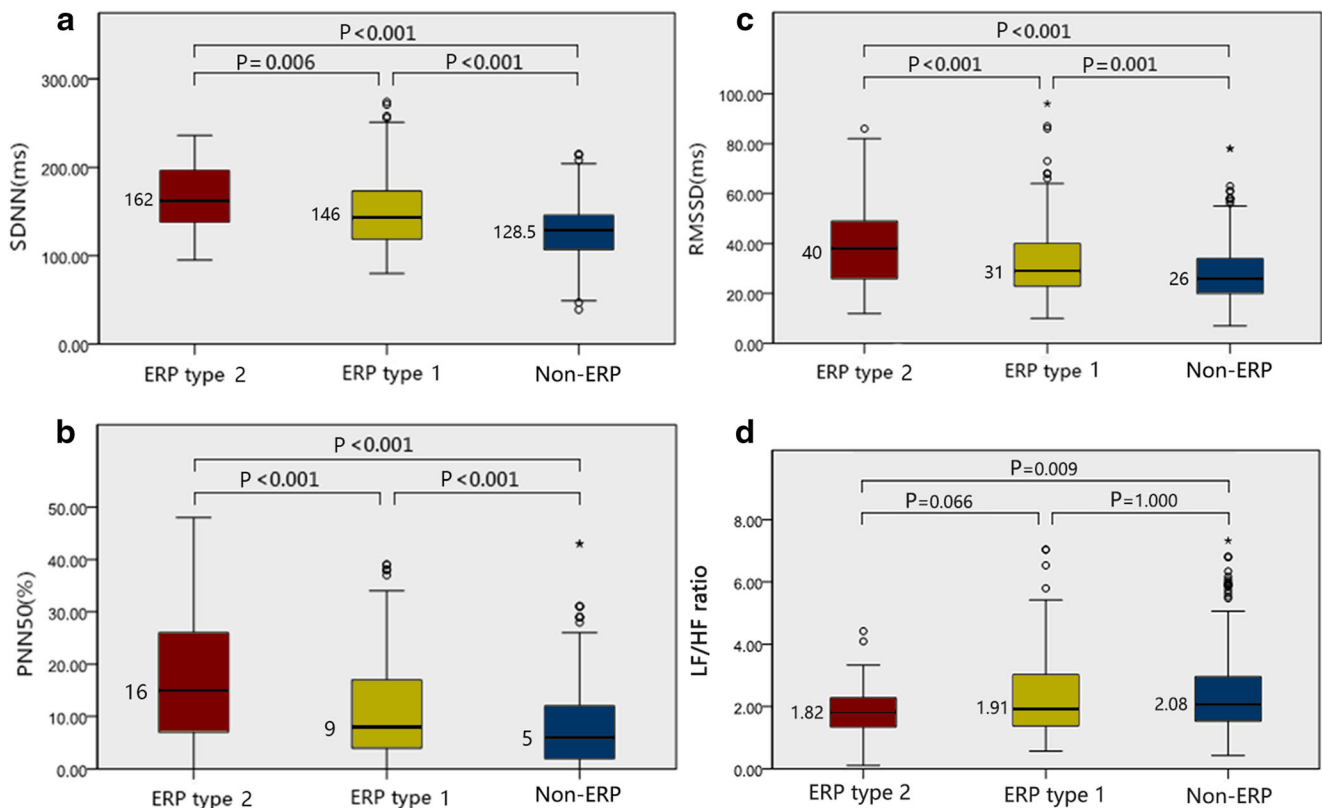 a
P<0.001
P=0.006
P<0.001
300.00
200.00
100.00
0.00
SDNN(ms)
162
146
128.5
ERP type 2
ERP type 1
Non-ERP
c
P<0.001
P<0.001
P=0.001
100.00
80.00
60.00
40.00
20.00
0.00
RMSSD(ms)
40
31
26
ERP type 2
ERP type 1
Non-ERP
b
P<0.001
P<0.001
P<0.001
50.00
40.00
30.00
20.00
10.00
0.00
PNN50(%)
16
9
5
ERP type 2
ERP type 1
Non-ERP
d
P=0.009
P=0.066
P=1.000
8.00
6.00
4.00
2.00
0.00
LF/HF ratio
1.82
1.91
2.08
ERP type 2
ERP type 1
Non-ERP